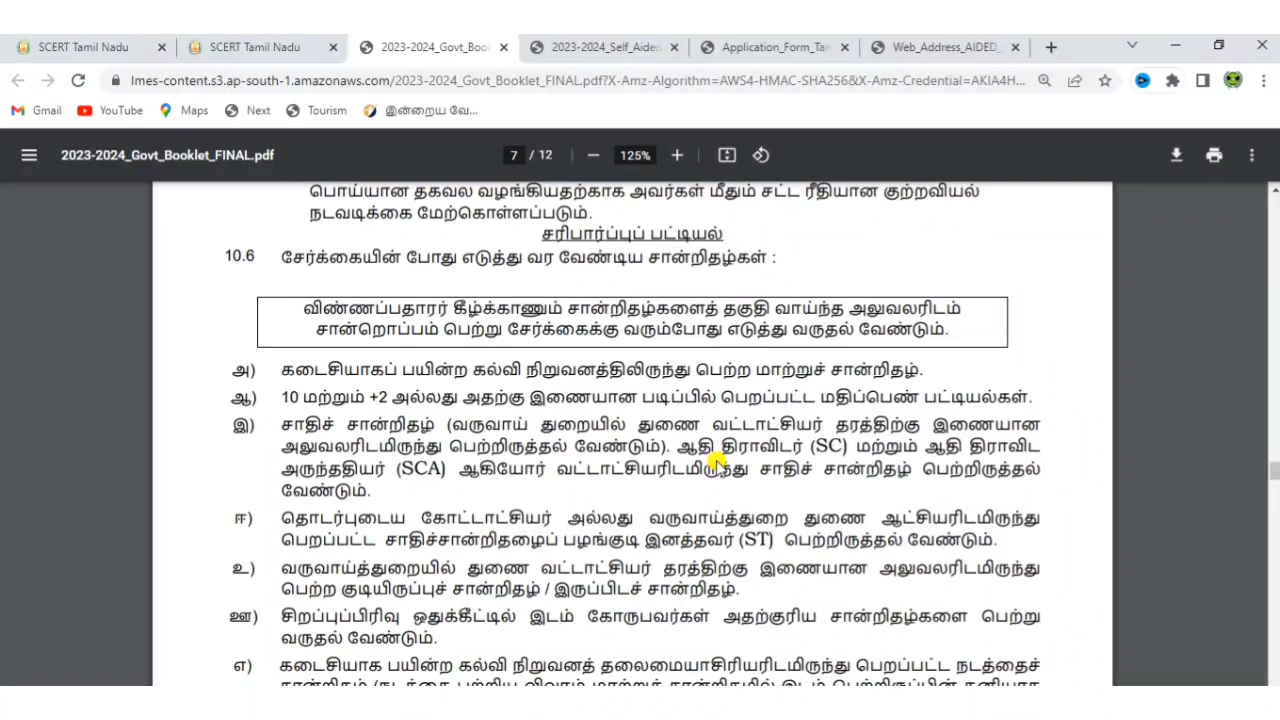 SCERT Tamil Nadu
SCERT Tamil Nadu
2023-2024_Govt_Boo
2023-2024_Self_Aided
Application_Form_Tar
Web_Address_AIDED_
lmes-content.s3.ap-south-1.amazonaws.com/2023-2024_Govt_Booklet_FINAL.pdf?X-Amz-Algorithm=AWS4-HMAC-SHA256&X-Amz-Credential=AKIA4H...
Gmail YouTube Maps Next Tourism இன்றைய வே...
2023-2024_Govt_Booklet_FINAL.pdf 7 / 12 125%
பொய்யான தகவல வழங்கியதற்காக அவர்கள் மீதும் சட்ட ரீதியான குற்றவியல்
நடவடிக்கை மேற்கொள்ளப்படும்.
சரிபார்ப்புப் பட்டியல்
10.6 சேர்க்கையின் போது எடுத்து வர வேண்டிய சான்றிதழ்கள் :
விண்ணப்பதாரர் கீழ்க்காணும் சான்றிதழ்களைத் தகுதி வாய்ந்த அலுவலரிடம்
சான்றொப்பம் பெற்று சேர்க்கைக்கு வரும்போது எடுத்து வருதல் வேண்டும்.
அ) கடைசியாகப் பயின்ற கல்வி நிறுவனத்திலிருந்து பெற்ற மாற்றுச் சான்றிதழ்.
ஆ) 10 மற்றும் +2 அல்லது அதற்கு இணையான படிப்பில் பெறப்பட்ட மதிப்பெண் பட்டியல்கள்.
இ) சாதிச் சான்றிதழ் (வருவாய் துறையில் துணை வட்டாட்சியர் தரத்திற்கு இணையான
அலுவலரிடமிருந்து பெற்றிருத்தல் வேண்டும்). ஆதி திராவிடர் (SC) மற்றும் ஆதி திராவிட
அருந்ததியர் (SCA) ஆகியோர் வட்டாட்சியரிடமிருந்து சாதிச் சான்றிதழ் பெற்றிருத்தல்
வேண்டும்.
ஈ) தொடர்புடைய கோட்டாட்சியர் அல்லது வருவாய்த்துறை துணை ஆட்சியரிடமிருந்து
பெறப்பட்ட சாதிச்சான்றிதழைப் பழங்குடி இனத்தவர் (ST) பெற்றிருத்தல் வேண்டும்.
உ) வருவாய்த்துறையில் துணை வட்டாட்சியர் தரத்திற்கு இணையான அலுவலரிடமிருந்து
பெற்ற குடியிருப்புச் சான்றிதழ் / இருப்பிடச் சான்றிதழ்.
ஊ) சிறப்புப்பிரிவு ஒதுக்கீட்டில் இடம் கோருபவர்கள் அதற்குரிய சான்றிதழ்களை பெற்று
வருதல் வேண்டும்.
எ) கடைசியாக பயின்ற கல்வி நிறுவனத் தலைமையாசிரியரிடமிருந்து பெறப்பட்ட நடத்தைச்